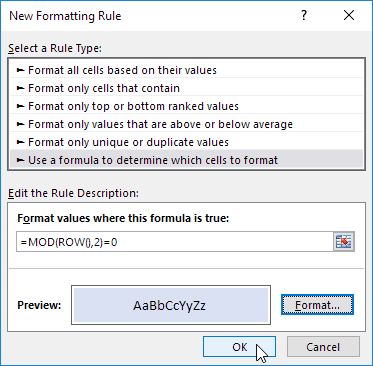 New Formatting Rule
Select a Rule Type:
► Format all cells based on their values
► Format only cells that contain
► Format only top or bottom ranked values
► Format only values that are above or below average
► Format only unique or duplicate values
► Use a formula to determine which cells to format
Edit the Rule Description:
Format values where this formula is true:
=MOD(ROW(),2)=0
Preview: AaBbCcYyZz Format...
OK Cancel